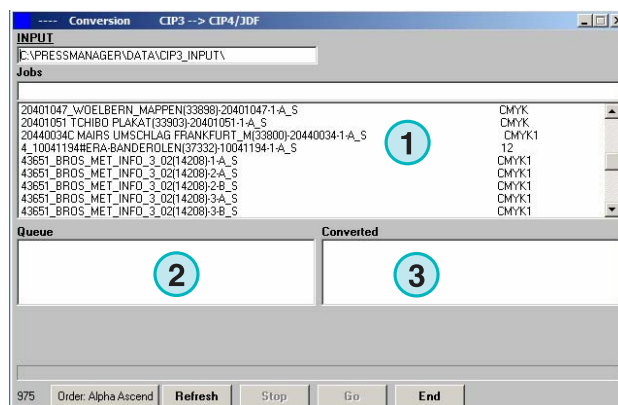 ---- Conversion CIP3 --> CIP4/JDF
INPUT
C:\PRESSMANAGER\DATA\CIP3_INPUT\
Jobs
20401047_WOELBERN_MAPPEN(33898)-20401047-1-A_S CMYK
20401051_TCHIBO PLAKAT(33903)-20401051-1-A_S CMYK
20440034C MAIRS UMSCHLAG FRANKFURT_M(33800)-20440034-1-A_S CMYK1
4_10041194#ERA-BANDEROLEN(37332)-10041194-1-A_S 12
43651_BROS_MET_INFO_3_02(14208)-1-A_S CMYK1
43651_BROS_MET_INFO_3_02(14208)-2-A_S CMYK1
43651_BROS_MET_INFO_3_02(14208)-2-B_S CMYK1
43651_BROS_MET_INFO_3_02(14208)-3-A_S CMYK1
43651_BROS_MET_INFO_3_02(14208)-3-B_S CMYK1
1
Queue Converted
2 3
975 Order: Alpha Ascend Refresh Stop Go End